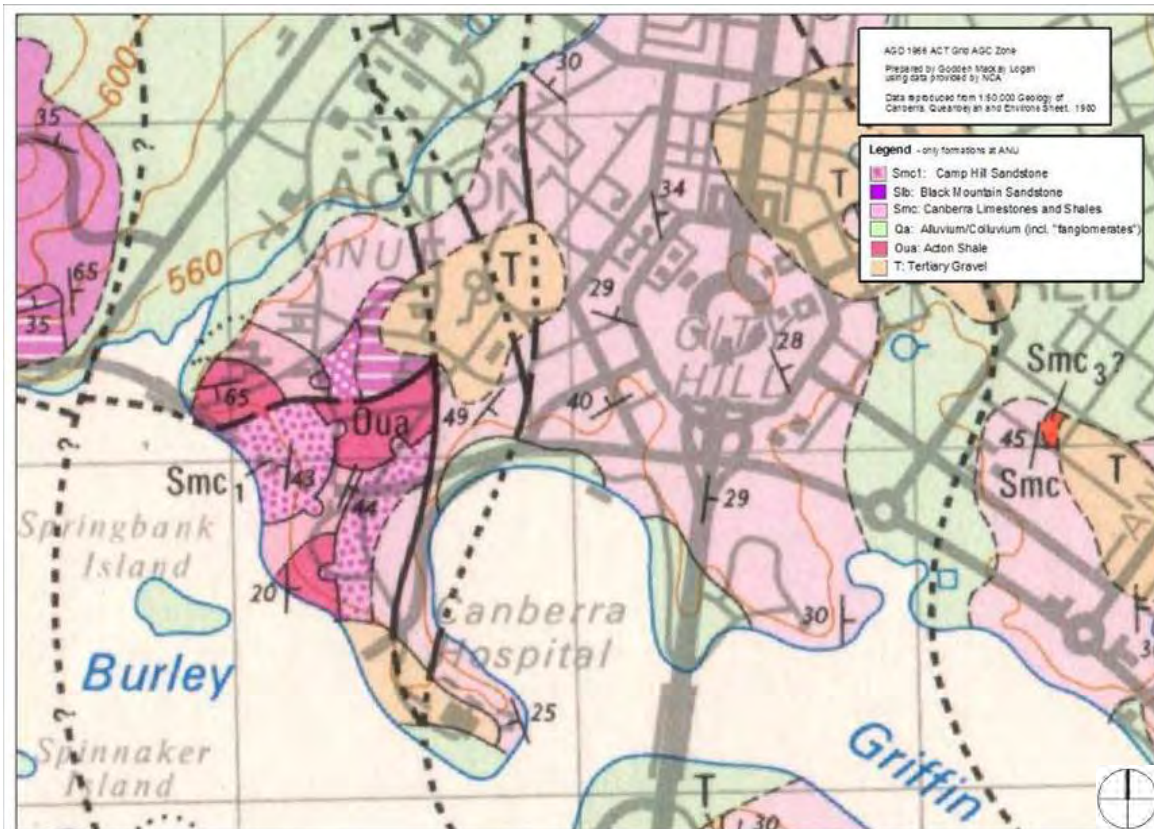 AGD 1966 ACT Grid AGC Zone
Prepared by Godden Mackay Logan
using data provided by NCA
Data reproduced from 1:50,000 Geology of
Canberra, Queanbeyan and Environs Sheet, 1980
Legend - only formations at ANU
Smc1: Camp Hill Sandstone
Slb: Black Mountain Sandstone
Smc: Canberra Limestones and Shales
Qa: Alluvium/Colluvium (incl. "fanglomerates")
Oua: Acton Shale
T: Tertiary Gravel
600
35
?
30
ACTON
34
T
ANU
65
560
T
29
REID
35
CITY
HILL
28
Smc3?
65
Oua
49
40
45
Smc
T
Smc1
43
44
29
Springbank
Island
?
20
30
Canberra
Hospital
Burley
25
Spinnaker
Island
Griffin
T
30